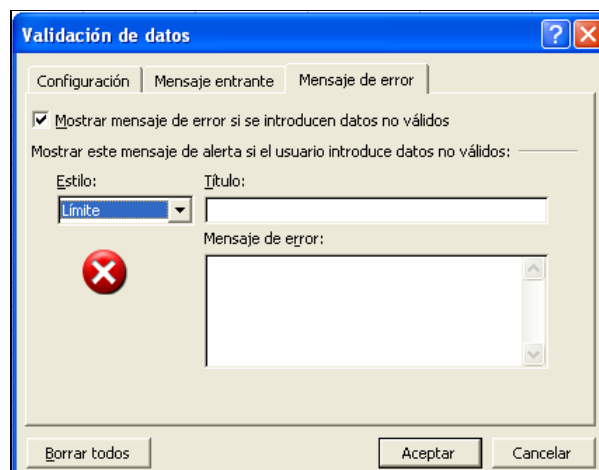 Validación de datos
Configuración Mensaje entrante Mensaje de error
Mostrar mensaje de error si se introducen datos no válidos
Mostrar este mensaje de alerta si el usuario introduce datos no válidos:
Estilo: Título:
Límite
Mensaje de error:
Borrar todos Aceptar Cancelar